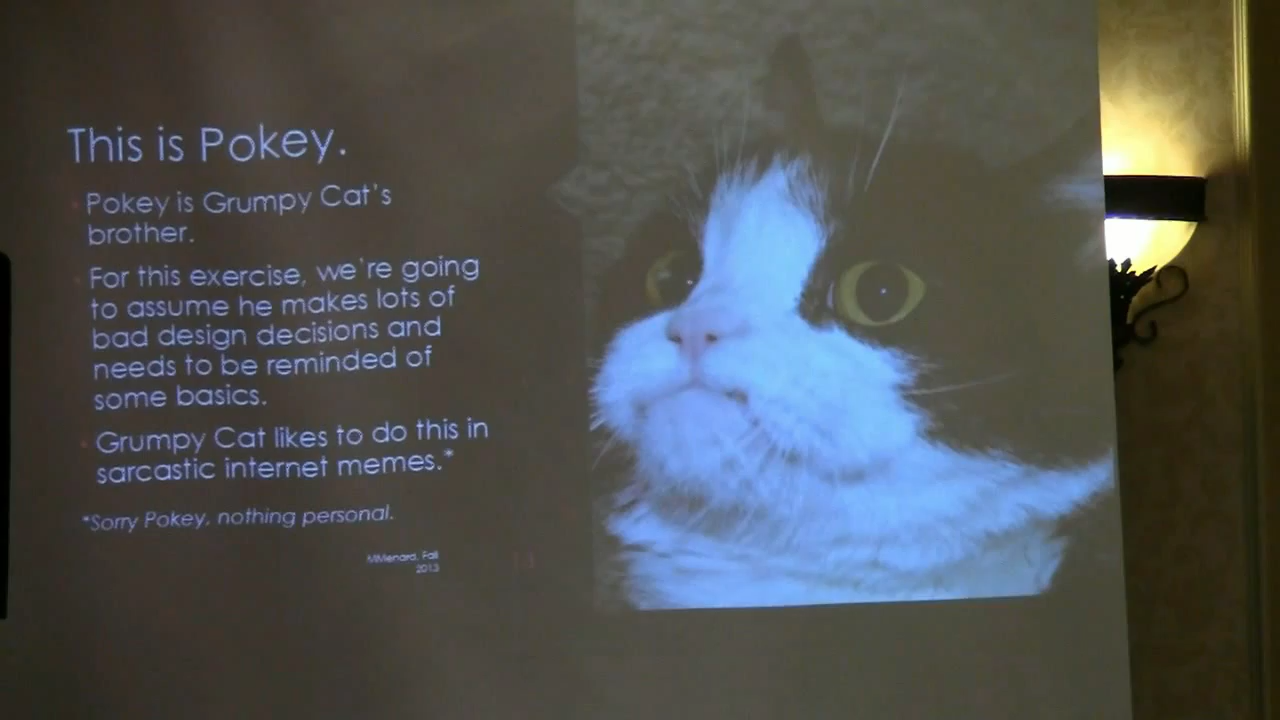 This is Pokey.
Pokey is Grumpy Cat's
brother.
For this exercise, we're going
to assume he makes lots of
bad design decisions and
needs to be reminded of
some basics.
Grumpy Cat likes to do this in
sarcastic internet memes.*
*Sorry Pokey, nothing personal.
MMenard, Fall
2013